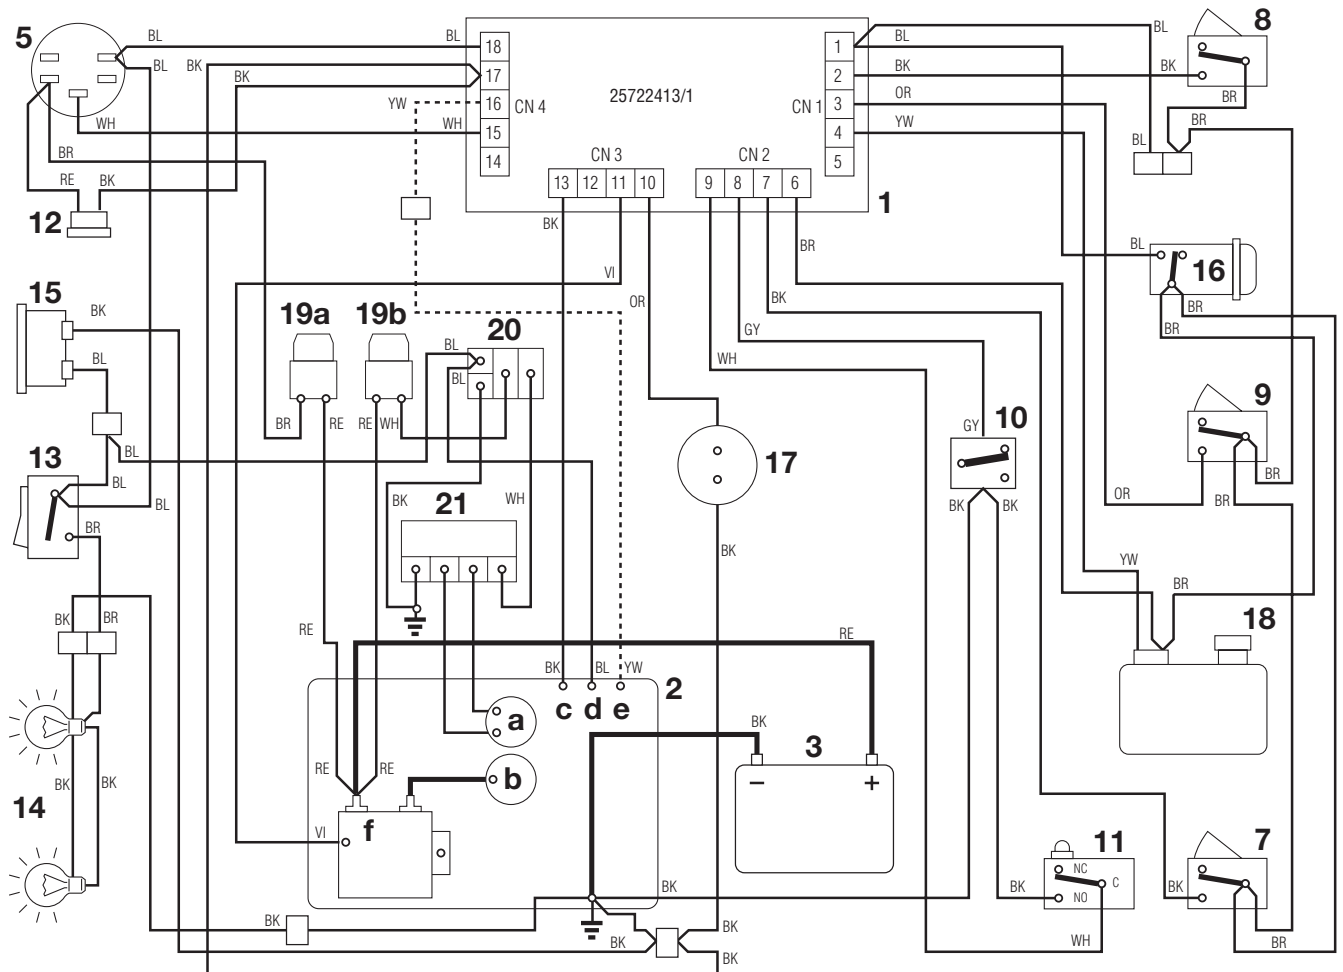 5
BL
BL
BL
BK
BK
YW
18
17
16
CN 4
15
14
WH
WH
BR
RE
BK
12
25722413/1
CN 3
13
12
11
10
CN 2
9
8
7
6
CN 1
1
2
3
4
5
1
BL
BK
OR
YW
BL
8
BK
BR
BR
BL
BL
16
BR
BR
BK
VI
OR
BR
BK
GY
WH
15
BK
BL
19a
19b
20
BL
BL
BR
RE
RE
WH
BL
13
BL
BL
BR
BK
WH
21
17
BK
10
GY
BK
BK
9
BR
BR
OR
YW
BR
18
BK
BR
RE
RE
BK
BL
YW
2
c
d
e
a
b
BK
3
−
+
RE
RE
f
VI
14
BK
BK
BK
BK
BK
BK
BK
11
NC
C
NO
BK
WH
7
BK
BR